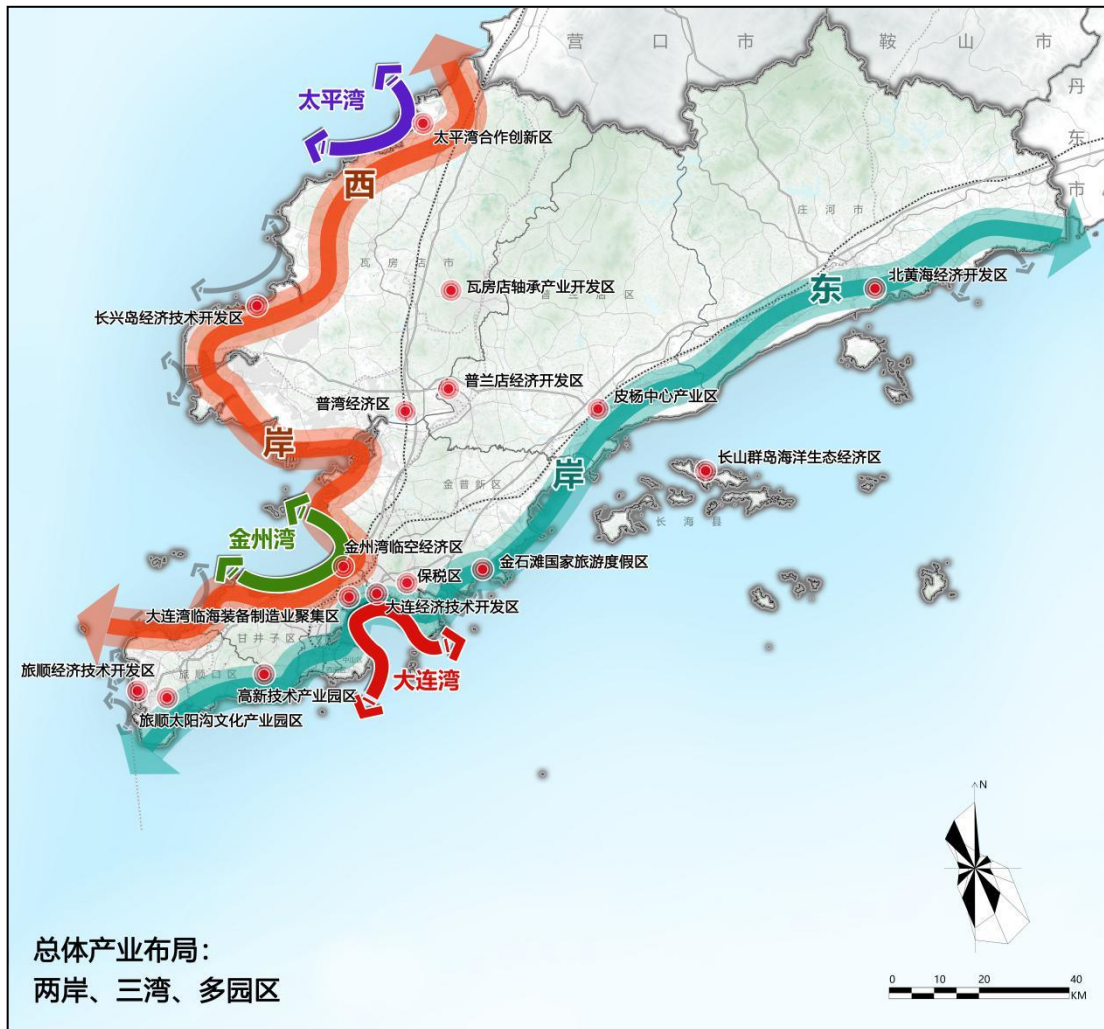 营口市
鞍山市
丹东市
太平湾
太平湾合作创新区
西
庄河市
北黄海经济开发区
东
瓦房店市
瓦房店轴承产业开发区
普兰店区
长兴岛经济技术开发区
普兰店经济开发区
普湾经济区
皮杨中心产业区
岸
岸
长山群岛海洋生态经济区
金普新区
长海县
金州湾
金州湾临空经济区
金石滩国家旅游度假区
保税区
大连湾临海装备制造业聚集区
大连经济技术开发区
甘井子区
旅顺经济技术开发区
旅顺口区
大连湾
高新技术产业园区
旅顺太阳沟文化产业园区
N
总体产业布局：
两岸、三湾、多园区
0 10 20 40
KM